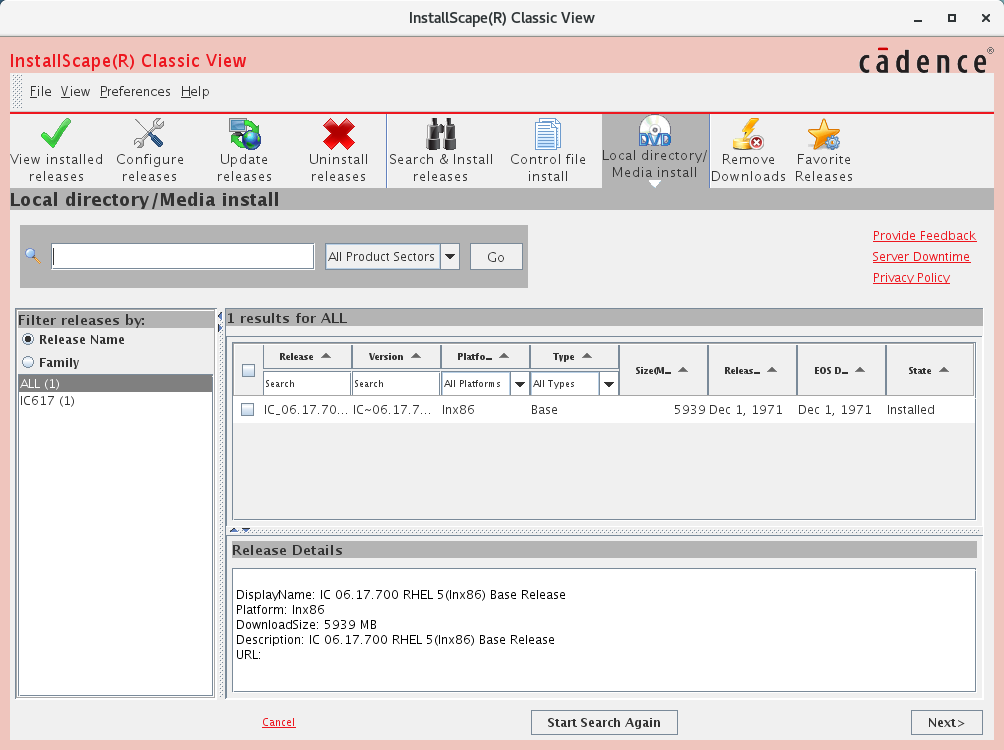 InstallScape(R) Classic View
InstallScape(R) Classic View
cādence®
File View Preferences Help
View installed releases
Configure releases
Update releases
Uninstall releases
Search & Install releases
Control file install
DVD
Local directory/ Media install
Remove Downloads
Favorite Releases
Local directory/Media install
All Product Sectors
Go
Provide Feedback
Server Downtime
Privacy Policy
Filter releases by:
Release Name
Family
ALL (1)
IC617 (1)
1 results for ALL
Release Version Platfo... Type Size(M... Releas... EOS D... State
Search Search All Platforms All Types
IC_06.17.70... IC~06.17.7... lnx86 Base 5939 Dec 1, 1971 Dec 1, 1971 Installed
Release Details
DisplayName: IC 06.17.700 RHEL 5(lnx86) Base Release
Platform: lnx86
DownloadSize: 5939 MB
Description: IC 06.17.700 RHEL 5(lnx86) Base Release
URL:
Cancel
Start Search Again
Next>